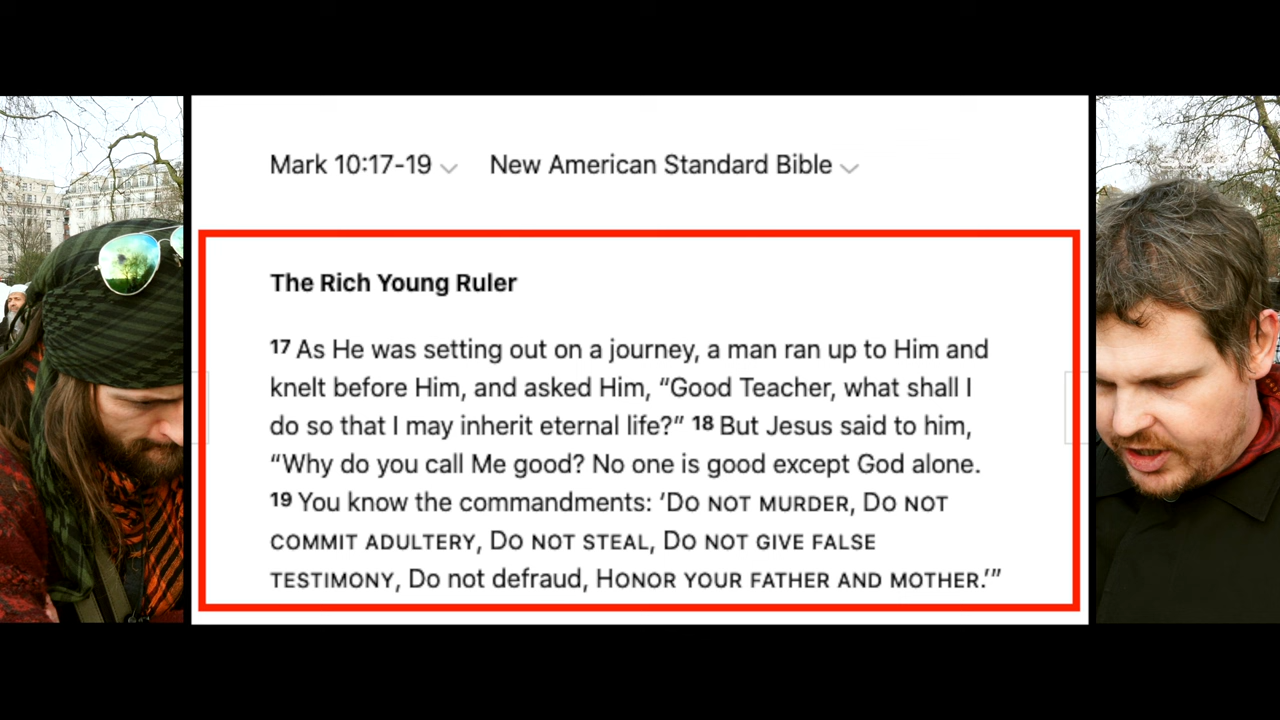 Mark 10:17-19 New American Standard Bible
The Rich Young Ruler
17 As He was setting out on a journey, a man ran up to Him and
knelt before Him, and asked Him, “Good Teacher, what shall I
do so that I may inherit eternal life?” 18 But Jesus said to him,
“Why do you call Me good? No one is good except God alone.
19 You know the commandments: ‘DO NOT MURDER, DO NOT
COMMIT ADULTERY, DO NOT STEAL, DO NOT GIVE FALSE
TESTIMONY, Do not defraud, HONOR YOUR FATHER AND MOTHER.’”